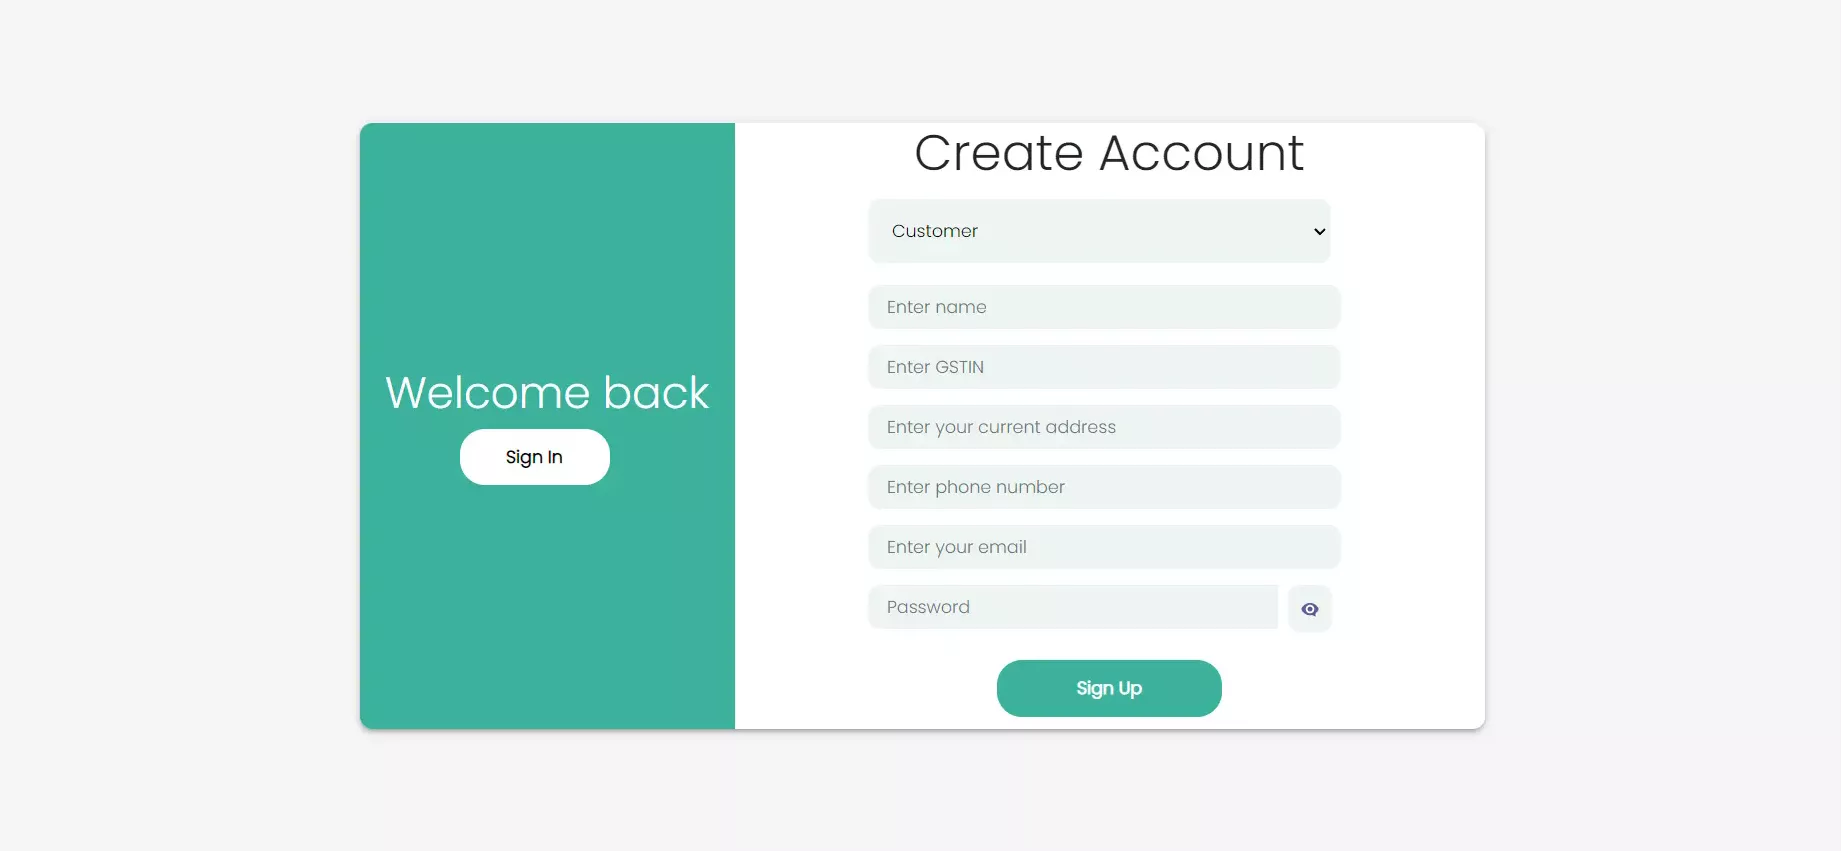 Welcome back
Sign In
Create Account
Customer
Enter name
Enter GSTIN
Enter your current address
Enter phone number
Enter your email
Password
Sign Up